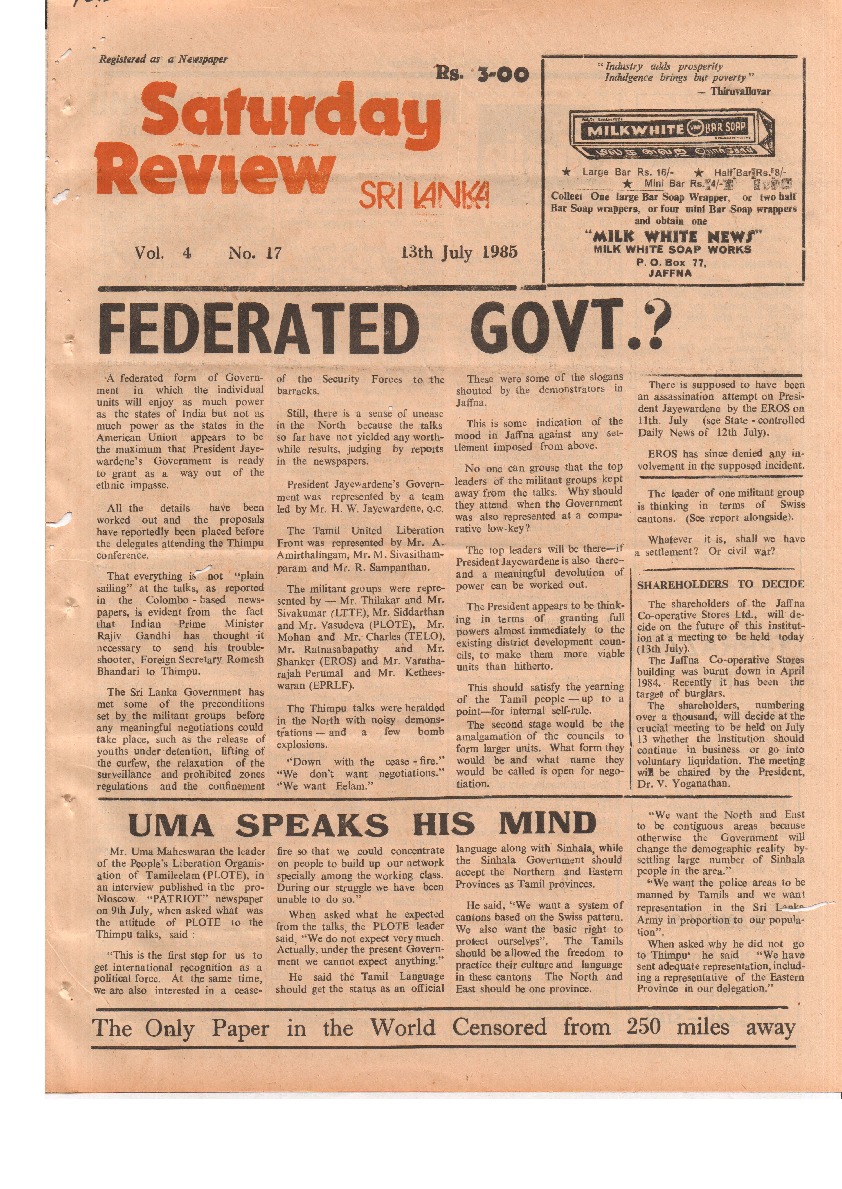 Registered as a Newspaper
Rs. 3-00
Saturday
Review
SRI LANKA
Vol. 4 No. 17 13th July 1985
"Industry adds prosperity
Indulgence brings but poverty"
— Thiruvalluvar
MILKWHITE BAR SOAP
★ Large Bar Rs. 16/- ★ Half Bar Rs. 8/-
★ Mini Bar Rs. 4/-
Collect One large Bar Soap Wrapper, or two half
Bar Soap wrappers, or four mini Bar Soap wrappers
and obtain one
"MILK WHITE NEWS"
MILK WHITE SOAP WORKS
P. O. Box 77,
JAFFNA
FEDERATED GOVT.?
A federated form of Govern-
ment in which the individual
units will enjoy as much power
as the states of India but not as
much power as the states in the
American Union appears to be
the maximum that President Jaye-
wardene's Government is ready
to grant as a way out of the
ethnic impasse.
All the details have been
worked out and the proposals
have reportedly been placed before
the delegates attending the Thimpu
conference.
That everything is not "plain
sailing" at the talks, as reported
in the Colombo - based news-
papers, is evident from the fact
that Indian Prime Minister
Rajiv Gandhi has thought it
necessary to send his trouble-
shooter, Foreign Secretary Romesh
Bhandari to Thimpu.
The Sri Lanka Government has
met some of the preconditions
set by the militant groups before
any meaningful negotiations could
take place, such as the release of
youths under detention, lifting of
the curfew, the relaxation of the
surveillance and prohibited zones
regulations and the confinement
of the Security Forces to the
barracks.
Still, there is a sense of unease
in the North because the talks
so far have not yielded any worth-
while results, judging by reports
in the newspapers.
President Jayewardene's Govern-
ment was represented by a team
led by Mr. H. W. Jayewardene, Q.C.
The Tamil United Liberation
Front was represented by Mr. A.
Amirthalingam, Mr. M. Sivasitham-
param and Mr. R. Sampanthan.
The militant groups were repre-
sented by — Mr. Thilakar and Mr.
Sivakumar (LTTE), Mr. Siddarthan
and Mr. Vasudeva (PLOTE), Mr.
Mohan and Mr. Charles (TELO),
Mr. Ratnasabapathy and Mr.
Shanker (EROS) and Mr. Varatha-
rajah Perumal and Mr. Kethees-
waran (EPRLF).
The Thimpu talks were heralded
in the North with noisy demons-
trations — and a few bomb
explosions.
"Down with the cease - fire."
"We don't want negotiations."
"We want Eelam."
These were some of the slogans
shouted by the demonstrators in
Jaffna.
This is some indication of the
mood in Jaffna against any set-
tlement imposed from above.
No one can grouse that the top
leaders of the militant groups kept
away from the talks. Why should
they attend when the Government
was also represented at a compa-
rative low-key?
The top leaders will be there—if
President Jayewardene is also there—
and a meaningful devolution of
power can be worked out.
The President appears to be think-
ing in terms of granting full
powers almost immediately to the
existing district development coun-
cils, to make them more viable
units than hitherto.
This should satisfy the yearning
of the Tamil people — up to a
point—for internal self-rule.
The second stage would be the
amalgamation of the councils to
form larger units. What form they
would be and what name they
would be called is open for nego-
tiation.
There is supposed to have been
an assassination attempt on Presi-
dent Jayewardene by the EROS on
11th. July (see State - controlled
Daily News of 12th July).
EROS has since denied any in-
volvement in the supposed incident.
The leader of one militant group
is thinking in terms of Swiss
cantons. (See report alongside).
Whatever it is, shall we have
a settlement? Or civil war?
SHAREHOLDERS TO DECIDE
The shareholders of the Jaffna
Co-operative Stores Ltd., will de-
cide on the future of this institut-
ion at a meeting to be held today
(13th July).
The Jaffna Co-operative Stores
building was burnt down in April
1984. Recently it has been the
target of burglars.
The shareholders, numbering
over a thousand, will decide at the
crucial meeting to be held on July
13 whether the Institution should
continue in business or go into
voluntary liquidation. The meeting
will be chaired by the President,
Dr. V. Yoganathan.
UMA SPEAKS HIS MIND
Mr. Uma Maheswaran the leader
of the People's Liberation Organis-
ation of Tamileelam (PLOTE), in
an interview published in the pro-
Moscow "PATRIOT" newspaper
on 9th July, when asked what was
the attitude of PLOTE to the
Thimpu talks, said :
"This is the first step for us to
get international recognition as a
political force. At the same time,
we are also interested in a cease-
fire so that we could concentrate
on people to build up our network
specially among the working class.
During our struggle we have been
unable to do so."
When asked what he expected
from the talks, the PLOTE leader
said, "We do not expect very much.
Actually, under the present Govern-
ment we cannot expect anything."
He said the Tamil Language
should get the status as an official
language along with Sinhala, while
the Sinhala Government should
accept the Northern and Eastern
Provinces as Tamil provinces.
He said, "We want a system of
cantons based on the Swiss pattern.
We also want the basic right to
protect ourselves". The Tamils
should be allowed the freedom to
practice their culture and language
in these cantons The North and
East should be one province.
"We want the North and East
to be contiguous areas because
otherwise the Government will
change the demographic reality by
settling large number of Sinhala
people in the area."
"We want the police areas to be
manned by Tamils and we want
representation in the Sri Lanka
Army in proportion to our popula-
tion".
When asked why he did not go
to Thimpu' he said "We have
sent adequate representation, includ-
ing a representative of the Eastern
Province in our delegation."
The Only Paper in the World Censored from 250 miles away